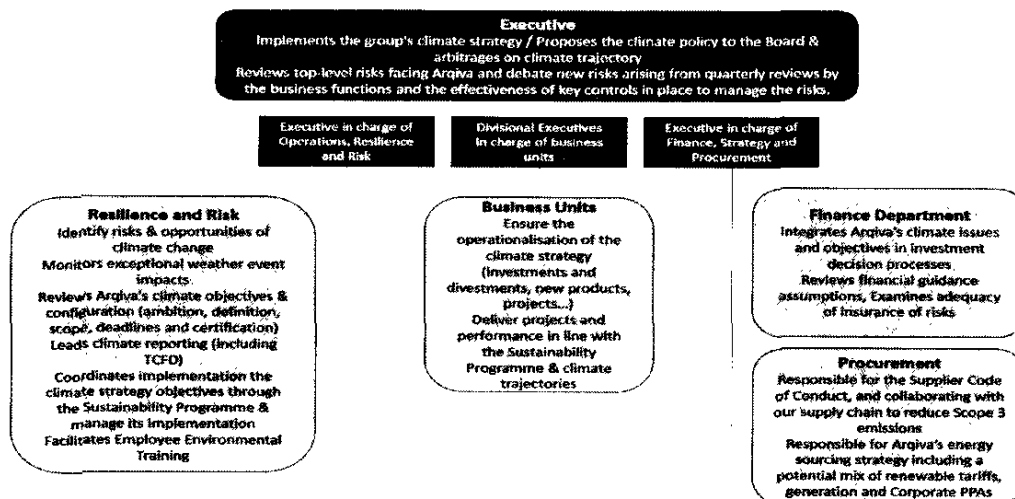 Executive
Implements the group's climate strategy / Proposes the climate policy to the Board &
arbitrages on climate trajectory
Reviews top-level risks facing Arqiva and debate new risks arising from quarterly reviews by
the business functions and the effectiveness of key controls in place to manage the risks.
Executive in charge of
Operations, Resilience
and Risk
Divisional Executives
in charge of business
units
Executive in charge of
Finance, Strategy and
Procurement
Resilience and Risk
Identify risks & opportunities of
climate change
Monitors exceptional weather event
impacts
Reviews Arqiva's climate objectives &
configuration (ambition, definition,
scope, deadlines and certification)
Leads climate reporting (including
TCFD)
Coordinates implementation the
climate strategy objectives through
the Sustainability Programme &
manage its implementation
Facilitates Employee Environmental
Training
Business Units
Ensure the
operationalisation of the
climate strategy
(investments and
divestments, new products,
projects...)
Deliver projects and
performance in line with
the Sustainability
Programme & climate
trajectories
Finance Department
Integrates Arqiva's climate issues
and objectives in investment
decision processes
Reviews financial guidance
assumptions, Examines adequacy
of insurance of risks
Procurement
Responsible for the Supplier Code
of Conduct, and collaborating with
our supply chain to reduce Scope 3
emissions
Responsible for Arqiva's energy
sourcing strategy including a
potential mix of renewable tariffs,
generation and Corporate PPAs